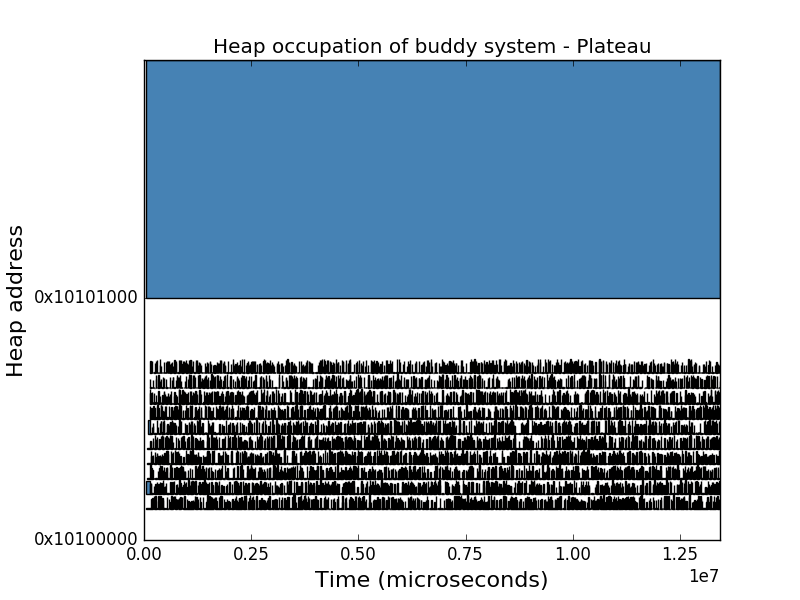 Heap occupation of buddy system - Plateau
Heap address
0x10101000
0x10100000
0.00 0.25 0.50 0.75 1.00 1.25
1e7
Time (microseconds)